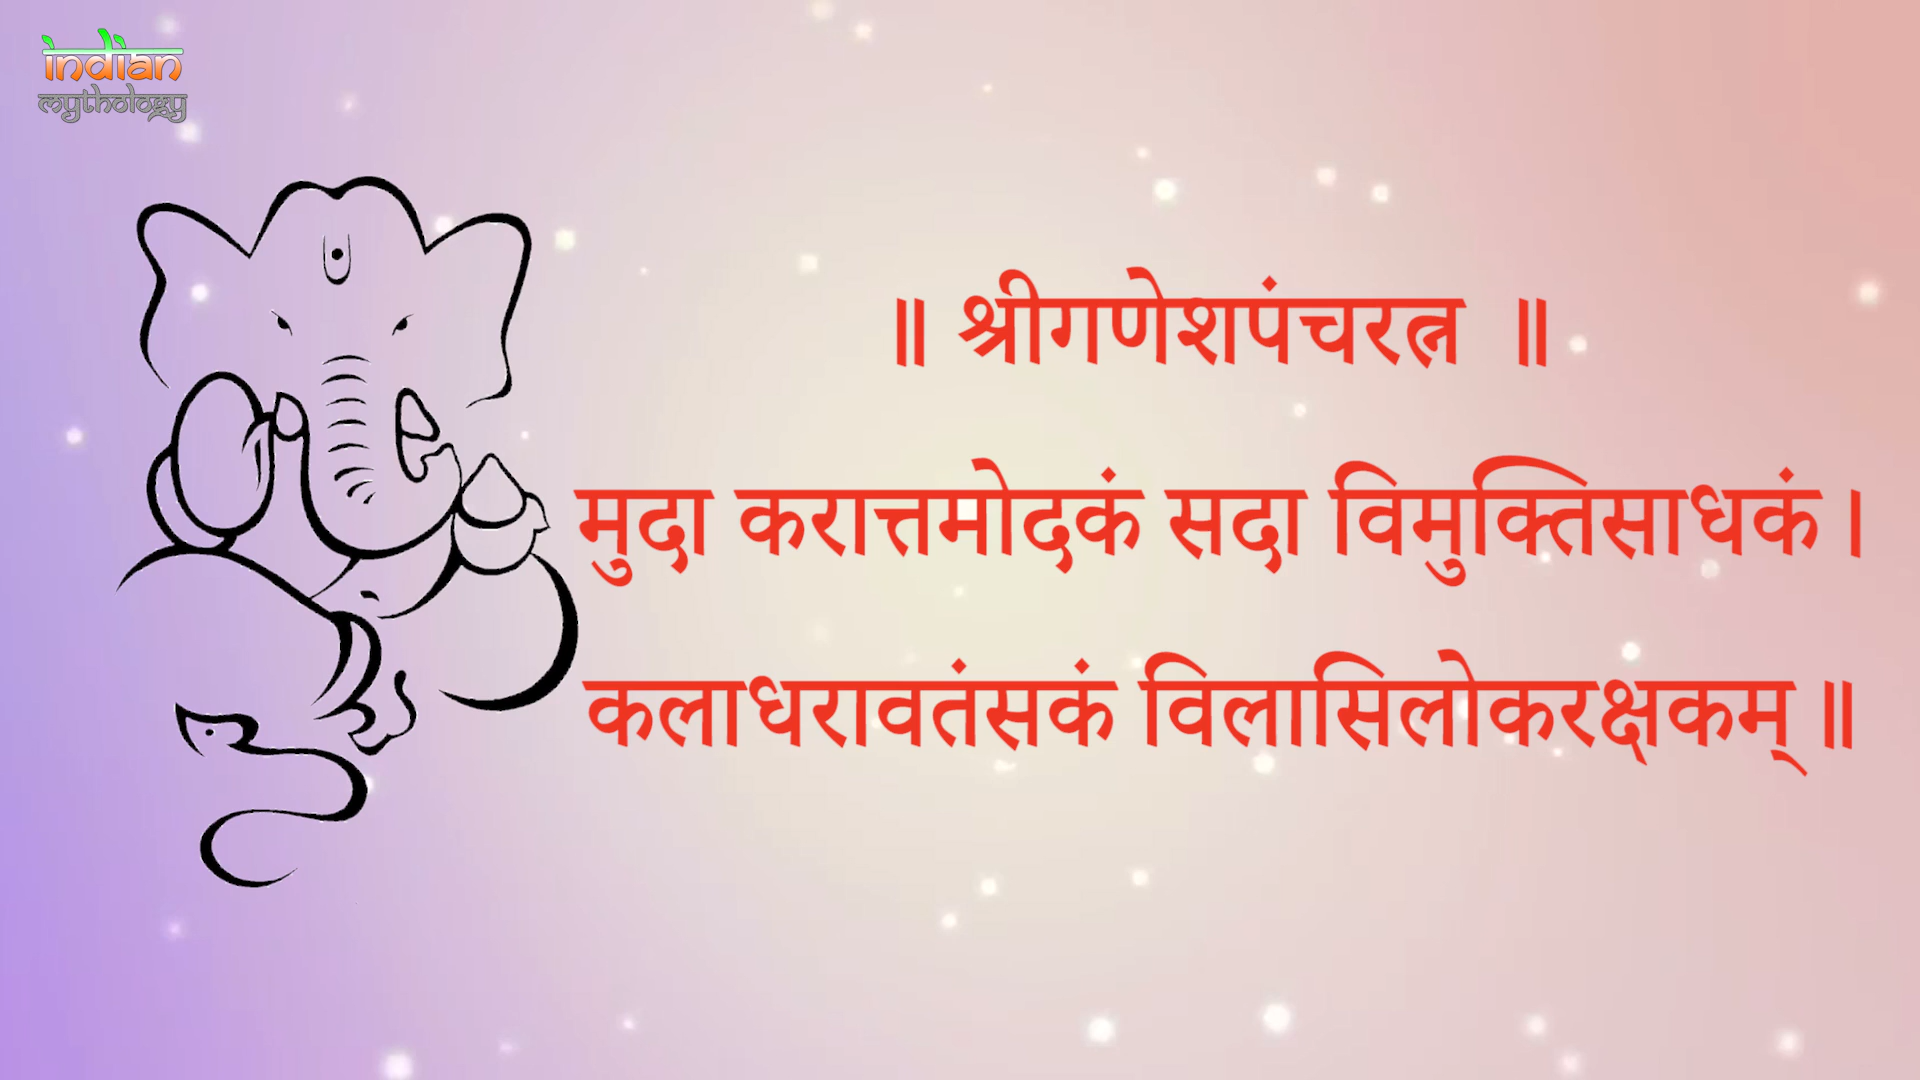 indian
mythology
॥ श्रीगणेशपंचरत्न ॥
मुदा करात्तमोदकं सदा विमुक्तिसाधकं।
कलाधरावतंसकं विलासिलोकरक्षकम्॥